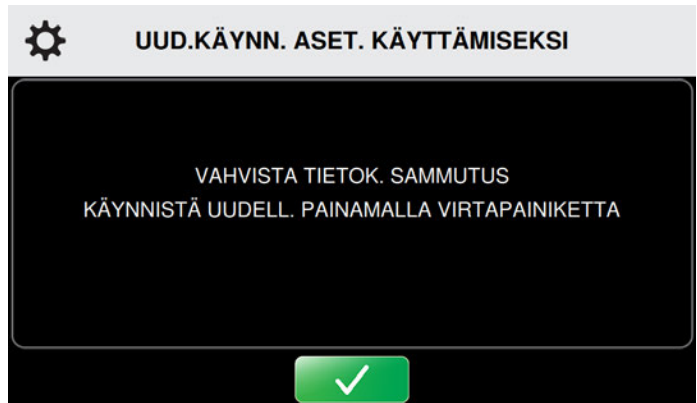 UUD.KÄYNN. ASET. KÄYTTÄMISEKSI
VAHVISTA TIETOK. SAMMUTUS
KÄYNNISTÄ UUDELL. PAINAMALLA VIRTAPAINIKETTA